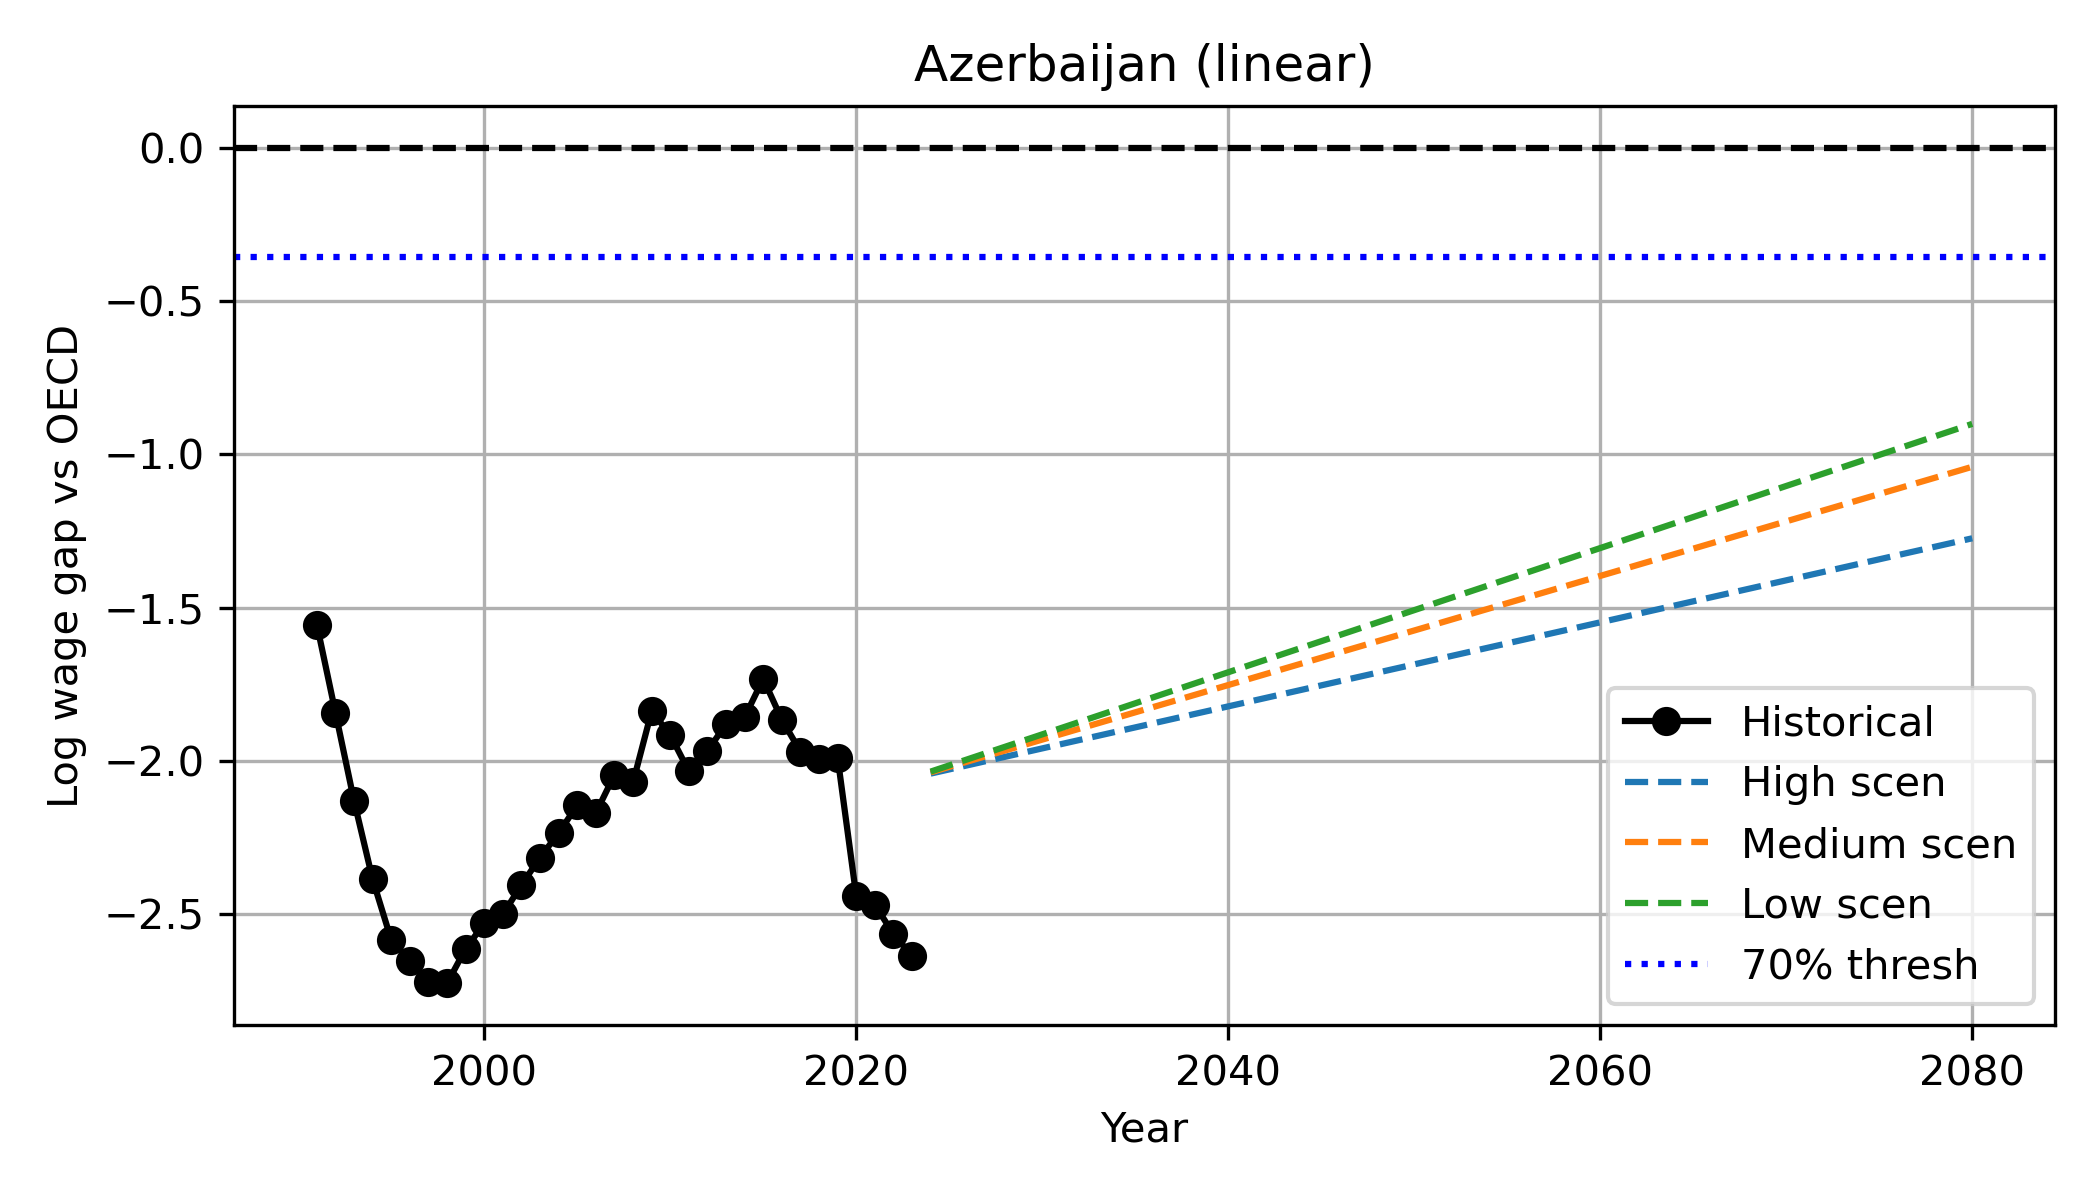 Azerbaijan (linear)
Log wage gap vs OECD
0.0
−0.5
−1.0
−1.5
−2.0
−2.5
2000
2020
2040
2060
2080
Year
Historical
High scen
Medium scen
Low scen
70% thresh